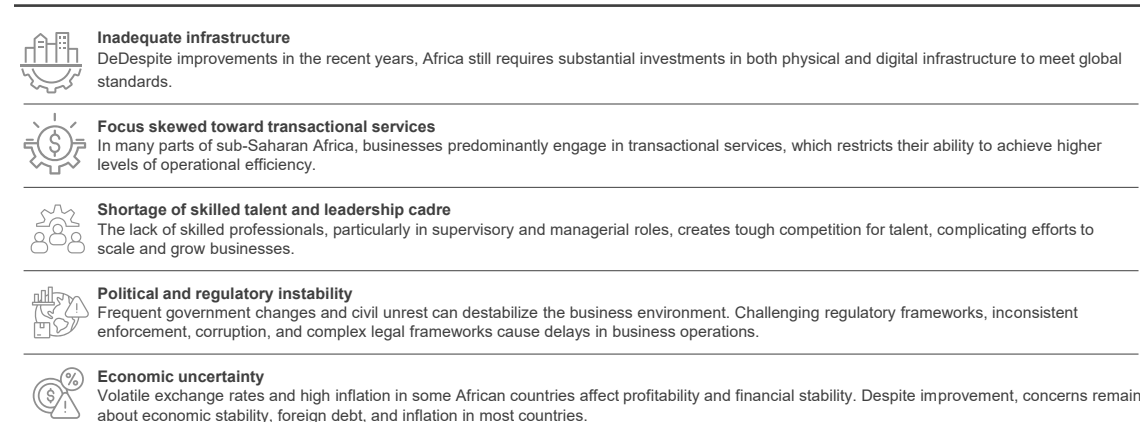 Inadequate infrastructure
DeDespite improvements in the recent years, Africa still requires substantial investments in both physical and digital infrastructure to meet global
standards.
Focus skewed toward transactional services
In many parts of sub-Saharan Africa, businesses predominantly engage in transactional services, which restricts their ability to achieve higher
levels of operational efficiency.
Shortage of skilled talent and leadership cadre
The lack of skilled professionals, particularly in supervisory and managerial roles, creates tough competition for talent, complicating efforts to
scale and grow businesses.
Political and regulatory instability
Frequent government changes and civil unrest can destabilize the business environment. Challenging regulatory frameworks, inconsistent
enforcement, corruption, and complex legal frameworks cause delays in business operations.
Economic uncertainty
Volatile exchange rates and high inflation in some African countries affect profitability and financial stability. Despite improvement, concerns remain
about economic stability, foreign debt, and inflation in most countries.